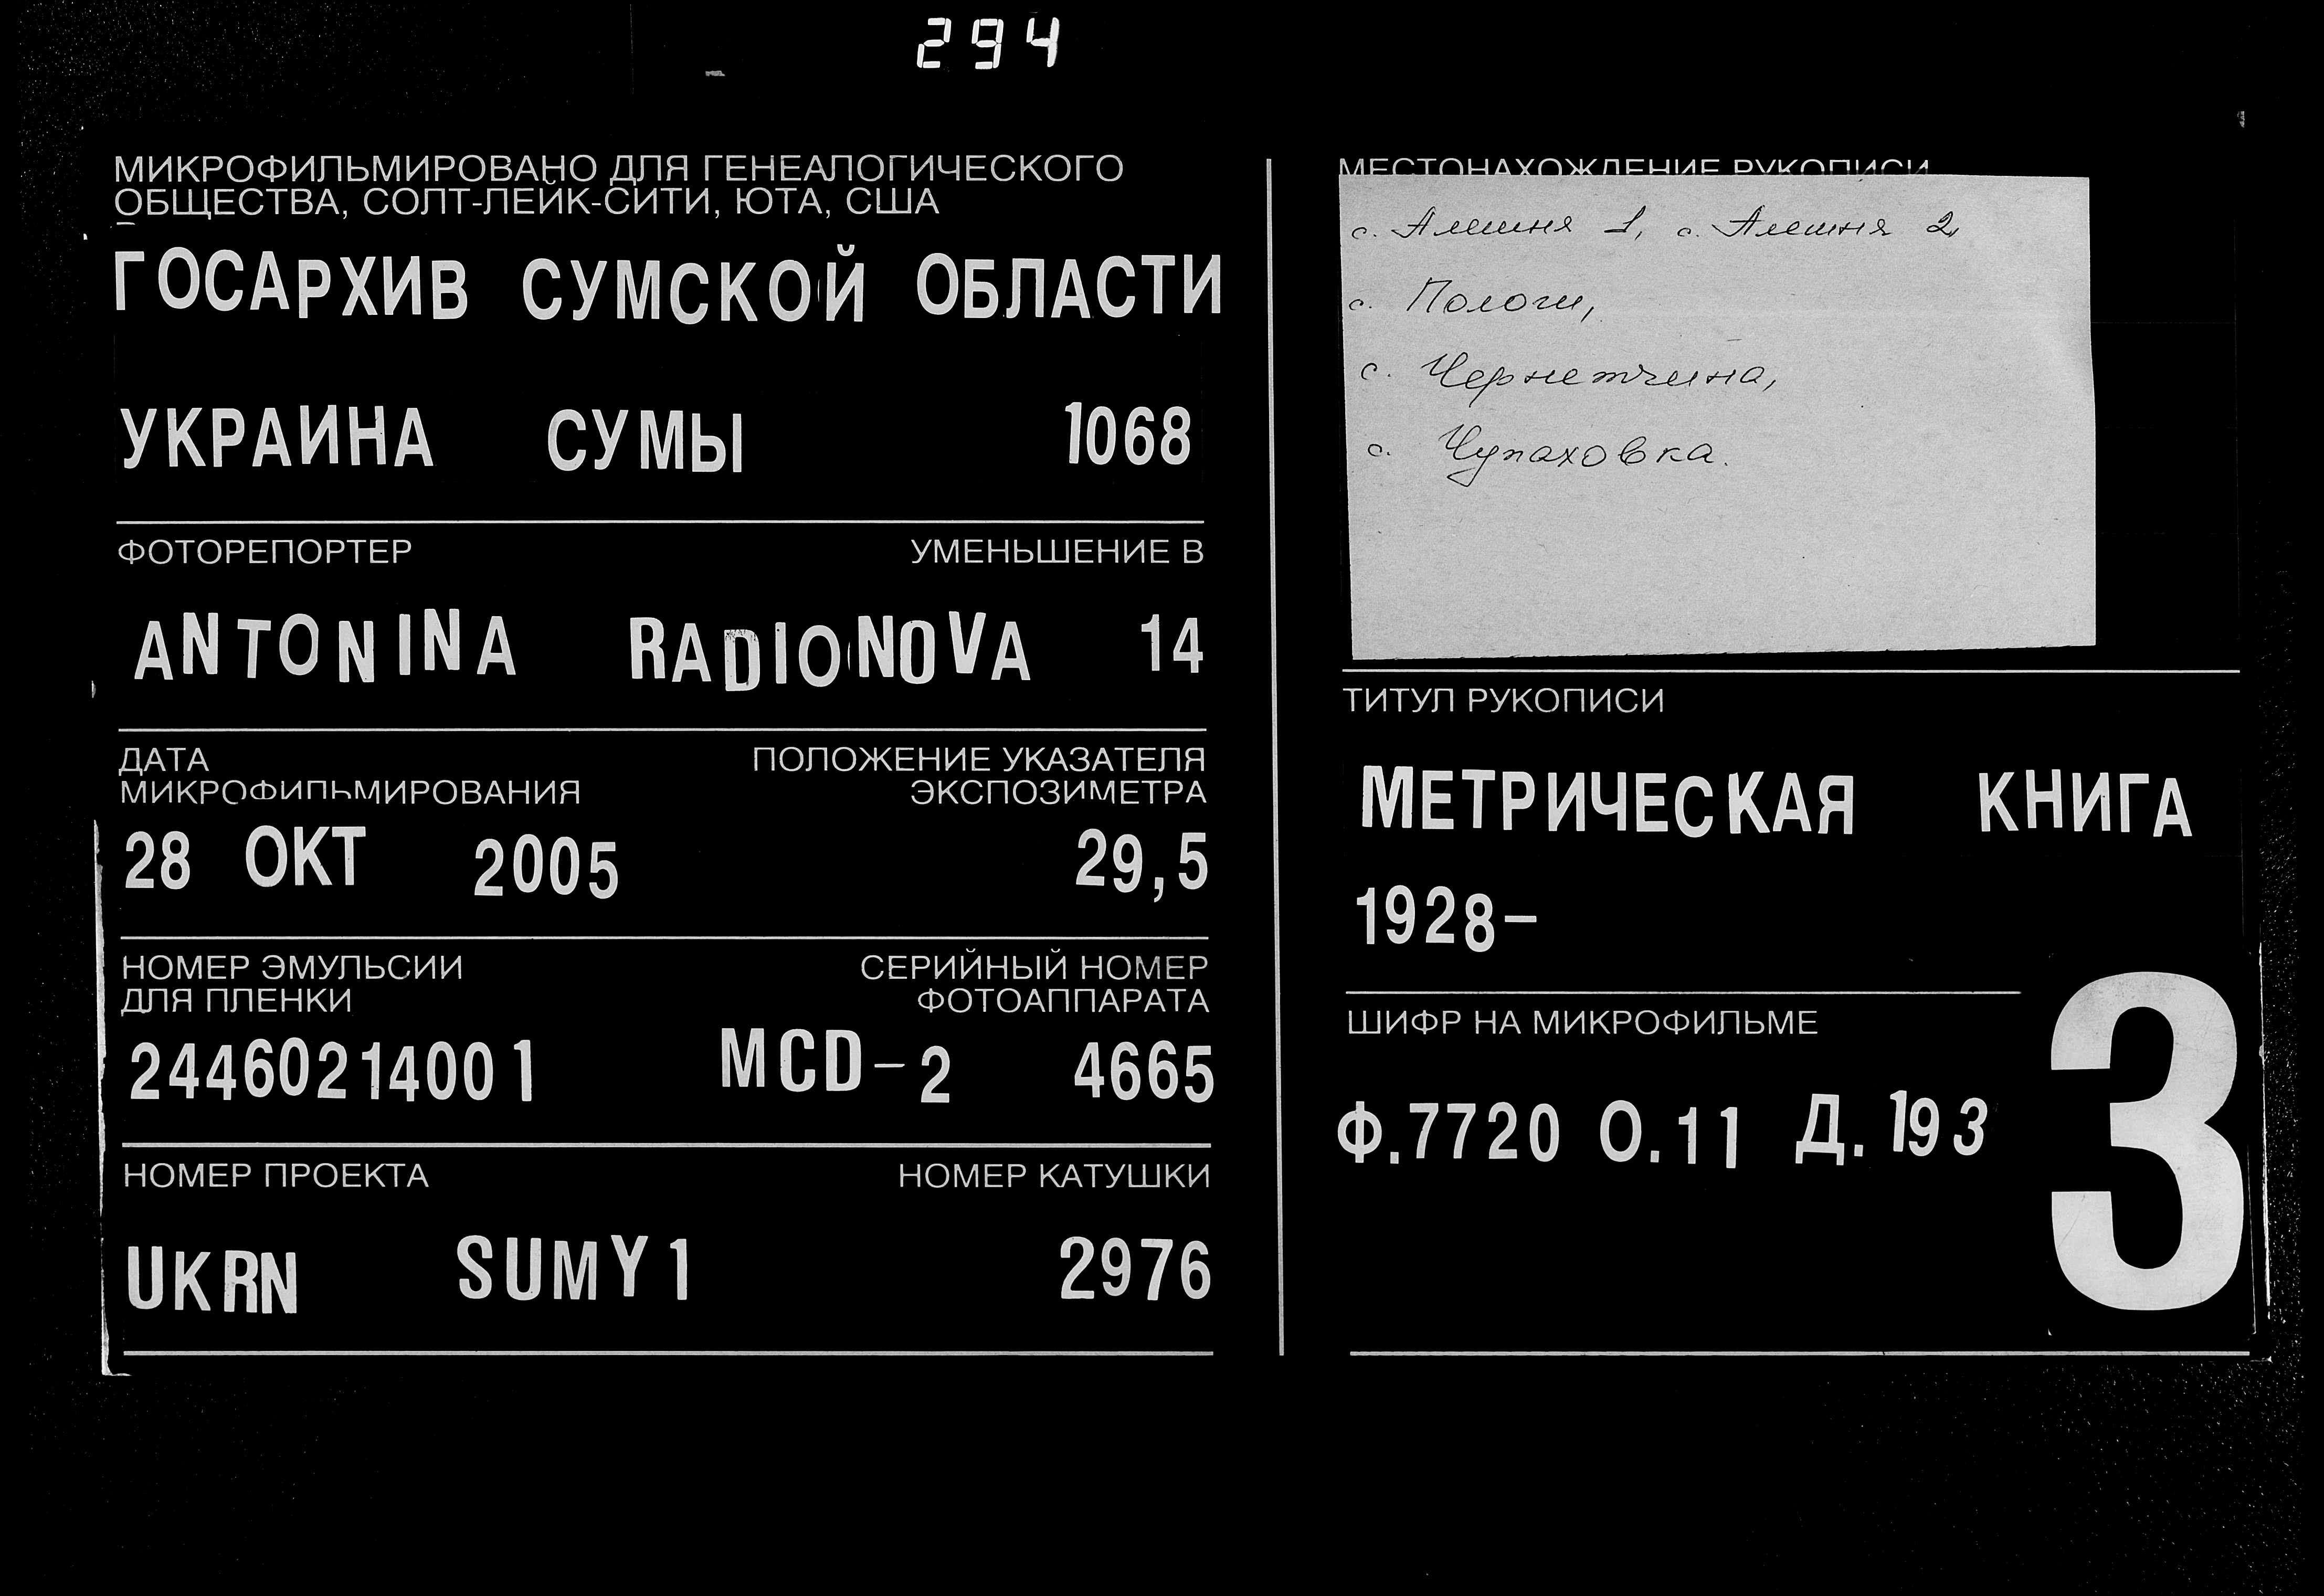 294
МИКРОФИЛЬМИРОВАНО ДЛЯ ГЕНЕАЛОГИЧЕСКОГО
ОБЩЕСТВА, СОЛТ-ЛЕЙК-СИТИ, ЮТА, США
ГОСАРХИВ СУМСКОЙ ОБЛАСТИ
УКРАИНА СУМЫ 1068
ФОТОРЕПОРТЕР УМЕНЬШЕНИЕ В
ANTONINA RADIONOVA 14
ДАТА
МИКРОФИЛЬМИРОВАНИЯ
ПОЛОЖЕНИЕ УКАЗАТЕЛЯ
ЭКСПОЗИМЕТРА
28 ОКТ 2005 29,5
НОМЕР ЭМУЛЬСИИ
ДЛЯ ПЛЕНКИ
СЕРИЙНЫЙ НОМЕР
ФОТОАППАРАТА
24460214001 MCD-2 4665
НОМЕР ПРОЕКТА НОМЕР КАТУШКИ
UKRN SUMY1 2976
МЕСТОНАХОЖДЕНИЕ РУКОПИСИ
с. Алешня 1, с. Алешня 2,
с. Пологи,
с. Чернетчина,
с. Чупаховка.
ТИТУЛ РУКОПИСИ
МЕТРИЧЕСКАЯ КНИГА
1928-
ШИФР НА МИКРОФИЛЬМЕ
Ф.7720 О.11 Д.193
3